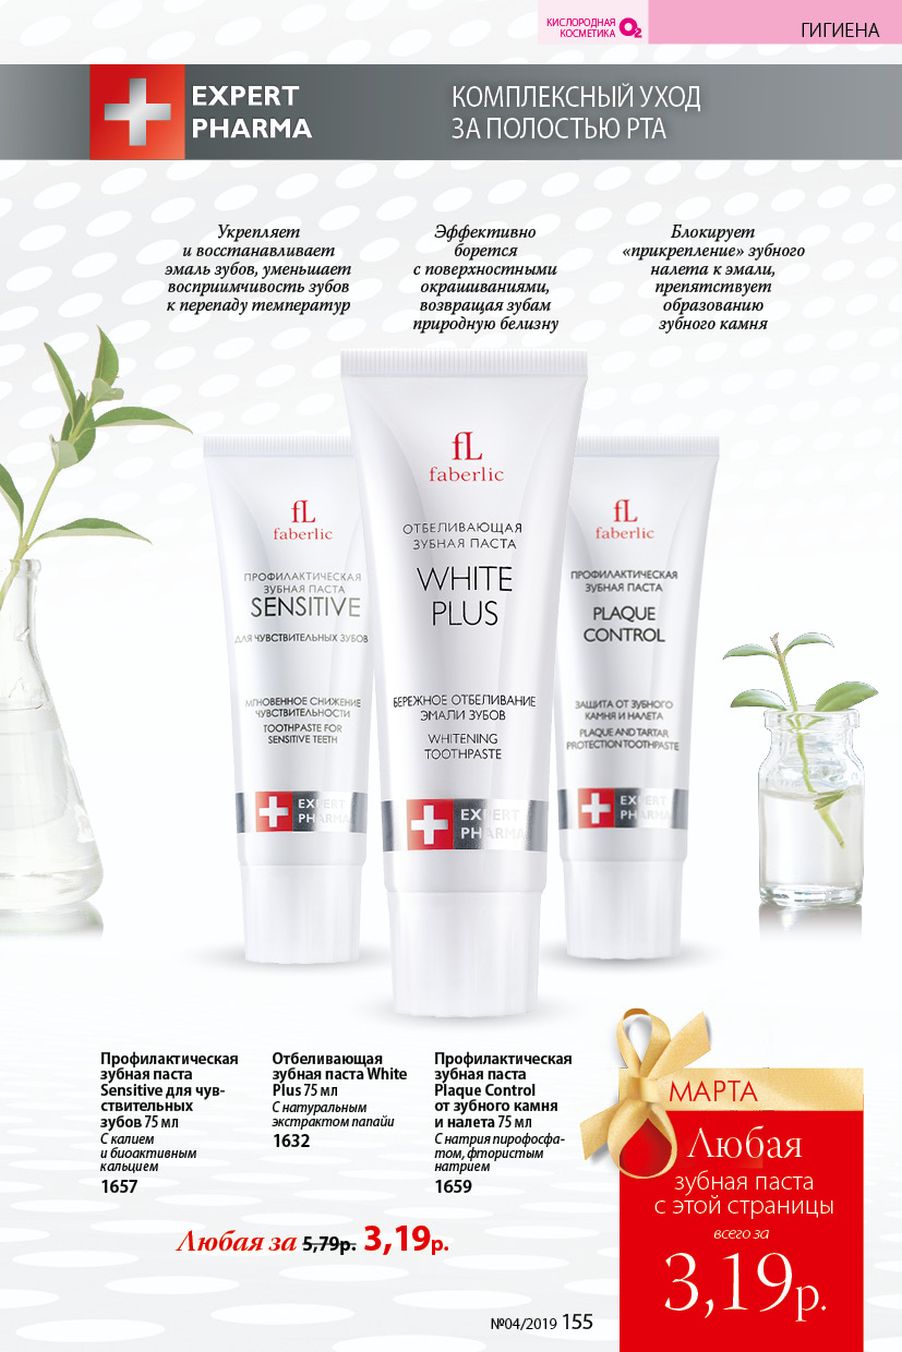 КИСЛОРОДНАЯ
КОСМЕТИКА O2
ГИГИЕНА
EXPERT
PHARMA
КОМПЛЕКСНЫЙ УХОД
ЗА ПОЛОСТЬЮ РТА
Укрепляет
и восстанавливает
эмаль зубов, уменьшает
восприимчивость зубов
к перепаду температур
Эффективно
борется
с поверхностными
окрашиваниями,
возвращая зубам
природную белизну
Блокирует
«прикрепление» зубного
налета к эмали,
препятствует
образованию
зубного камня
fL
faberlic
ПРОФИЛАКТИЧЕСКАЯ
ЗУБНАЯ ПАСТА
SENSITIVE
ДЛЯ ЧУВСТВИТЕЛЬНЫХ ЗУБОВ
МГНОВЕННОЕ СНИЖЕНИЕ
ЧУВСТВИТЕЛЬНОСТИ
TOOTHPASTE FOR
SENSITIVE TEETH
EXPERT
PHARMA
fL
faberlic
ОТБЕЛИВАЮЩАЯ
ЗУБНАЯ ПАСТА
WHITE
PLUS
БЕРЕЖНОЕ ОТБЕЛИВАНИЕ
ЭМАЛИ ЗУБОВ
WHITENING
TOOTHPASTE
EXPERT
PHARMA
fL
faberlic
ПРОФИЛАКТИЧЕСКАЯ
ЗУБНАЯ ПАСТА
PLAQUE
CONTROL
ЗАЩИТА ОТ ЗУБНОГО
КАМНЯ И НАЛЕТА
PLAQUE AND TARTAR
PROTECTION TOOTHPASTE
EXPERT
PHARMA
Профилактическая
зубная паста
Sensitive для чув-
ствительных
зубов 75 мл
С калием
и биоактивным
кальцием
1657
Отбеливающая
зубная паста White
Plus 75 мл
С натуральным
экстрактом папайи
1632
Профилактическая
зубная паста
Plaque Control
от зубного камня
и налета 75 мл
С натрия пирофосфа-
том, фтористым
натрием
1659
Любая за 5,79р. 3,19р.
МАРТА
Любая
зубная паста
с этой страницы
всего за
3,19р.
№04/2019 155